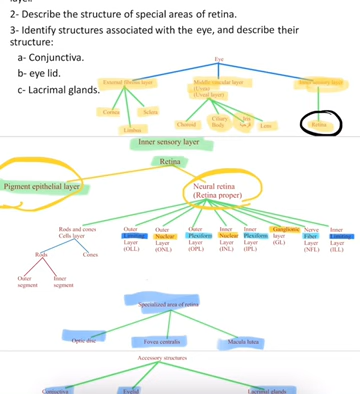 2- Describe the structure of special areas of retina.
3- Identify structures associated with the eye, and describe their
structure:
a- Conjunctiva.
b- eye lid.
c- Lacrimal glands.
Eye
External fibrous layer
Middle vascular layer
(Uvea)
(Uveal layer)
Inner sensory layer
Cornea
Sclera
Limbus
Choroid
Ciliary
Body
Iris
Lens
Retina
Inner sensory layer
Retina
Pigment epithelial layer
Neural retina
(Retina proper)
Rods and cones
Cells layer
Outer
Limiting
Layer
(OLL)
Outer
Nuclear
Layer
(ONL)
Outer
Plexiform
Layer
(OPL)
Inner
Nuclear
Layer
(INL)
Inner
Plexiform
Layer
(IPL)
Ganglionic
layer
(GL)
Nerve
Fiber
Layer
(NFL)
Inner
Limiting
Layer
(ILL)
Rods
Cones
Outer
segment
Inner
segment
Specialized area of retina
Optic disc
Fovea centralis
Macula lutea
Accessory structures
Conjuctiva
Eyelid
Lacrimal glands